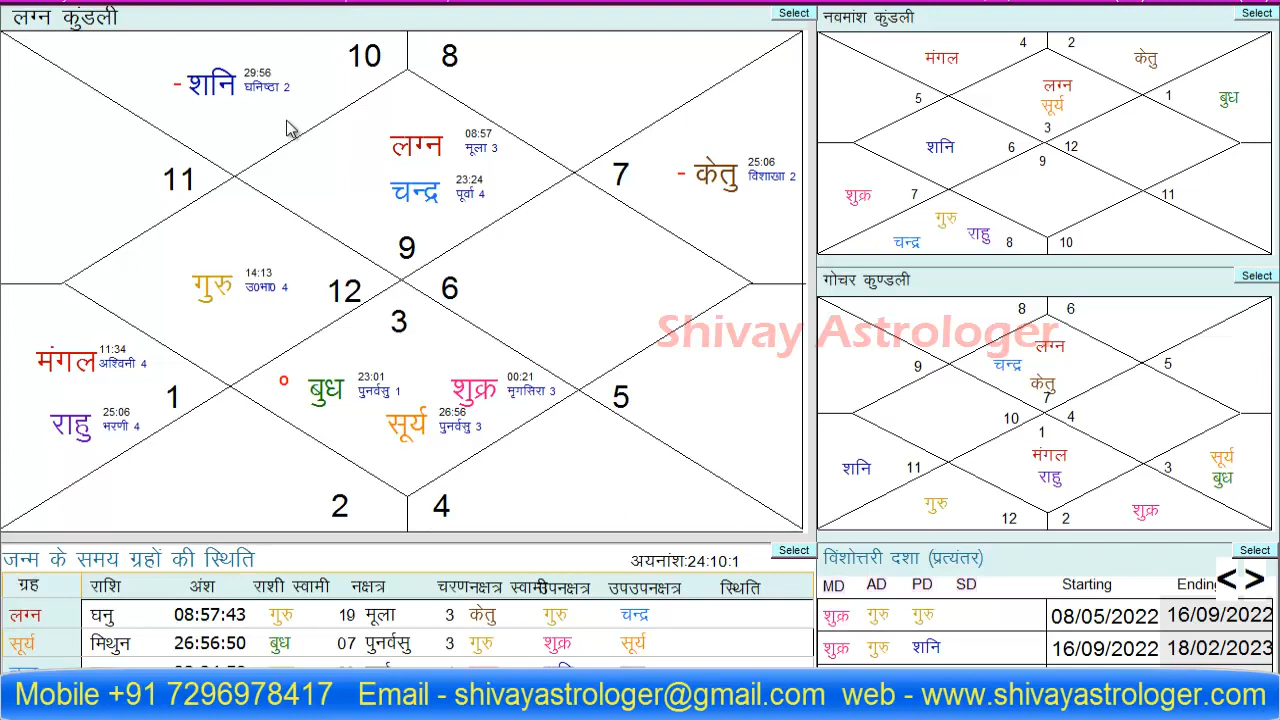 लग्न कुंडली
Select
10
8
- शनि 29:56
घनिष्ठा 2
लग्न 08:57
मूला 3
चन्द्र 23:24
पूर्वा 4
11
7
- केतु 25:06
विशाखा 2
9
गुरु 14:13
उ0भा0 4
12
6
3
मंगल 11:34
अश्विनी 4
1
बुध 23:01
पुनर्वसु 1
शुक्र 00:21
मृगसिरा 3
5
राहु 25:06
भरणी 4
सूर्य 26:56
पुनर्वसु 3
2
4
नवमांश कुंडली
Select
4
2
मंगल
केतु
लग्न
सूर्य
5
1
बुध
3
शनि
6
12
9
शुक्र
7
11
गुरु
राहु
चन्द्र
8
10
गोचर कुण्डली
Select
8
6
लग्न
चन्द्र
केतु
9
5
7
10
4
1
मंगल
राहु
शनि
11
3
सूर्य
बुध
गुरु
शुक्र
12
2
Shivay Astrologer
जन्म के समय ग्रहों की स्थिति अयनांश:24:10:1 Select
ग्रह राशि अंश राशी स्वामी नक्षत्र चरण नक्षत्र स्वामी उपनक्षत्र उपउपनक्षत्र स्थिति
लग्न घनु 08:57:43 गुरु 19 मूला 3 केतु गुरु चन्द्र
सूर्य मिथुन 26:56:50 बुध 07 पुनर्वसु 3 गुरु शुक्र सूर्य
विंशोत्तरी दशा (प्रत्यंतर) Select
MD AD PD SD Starting Ending
शुक्र गुरु गुरु 08/05/2022 16/09/2022
शुक्र गुरु शनि 16/09/2022 18/02/2023
Mobile +91 7296978417 Email - shivayastrologer@gmail.com web - www.shivayastrologer.com